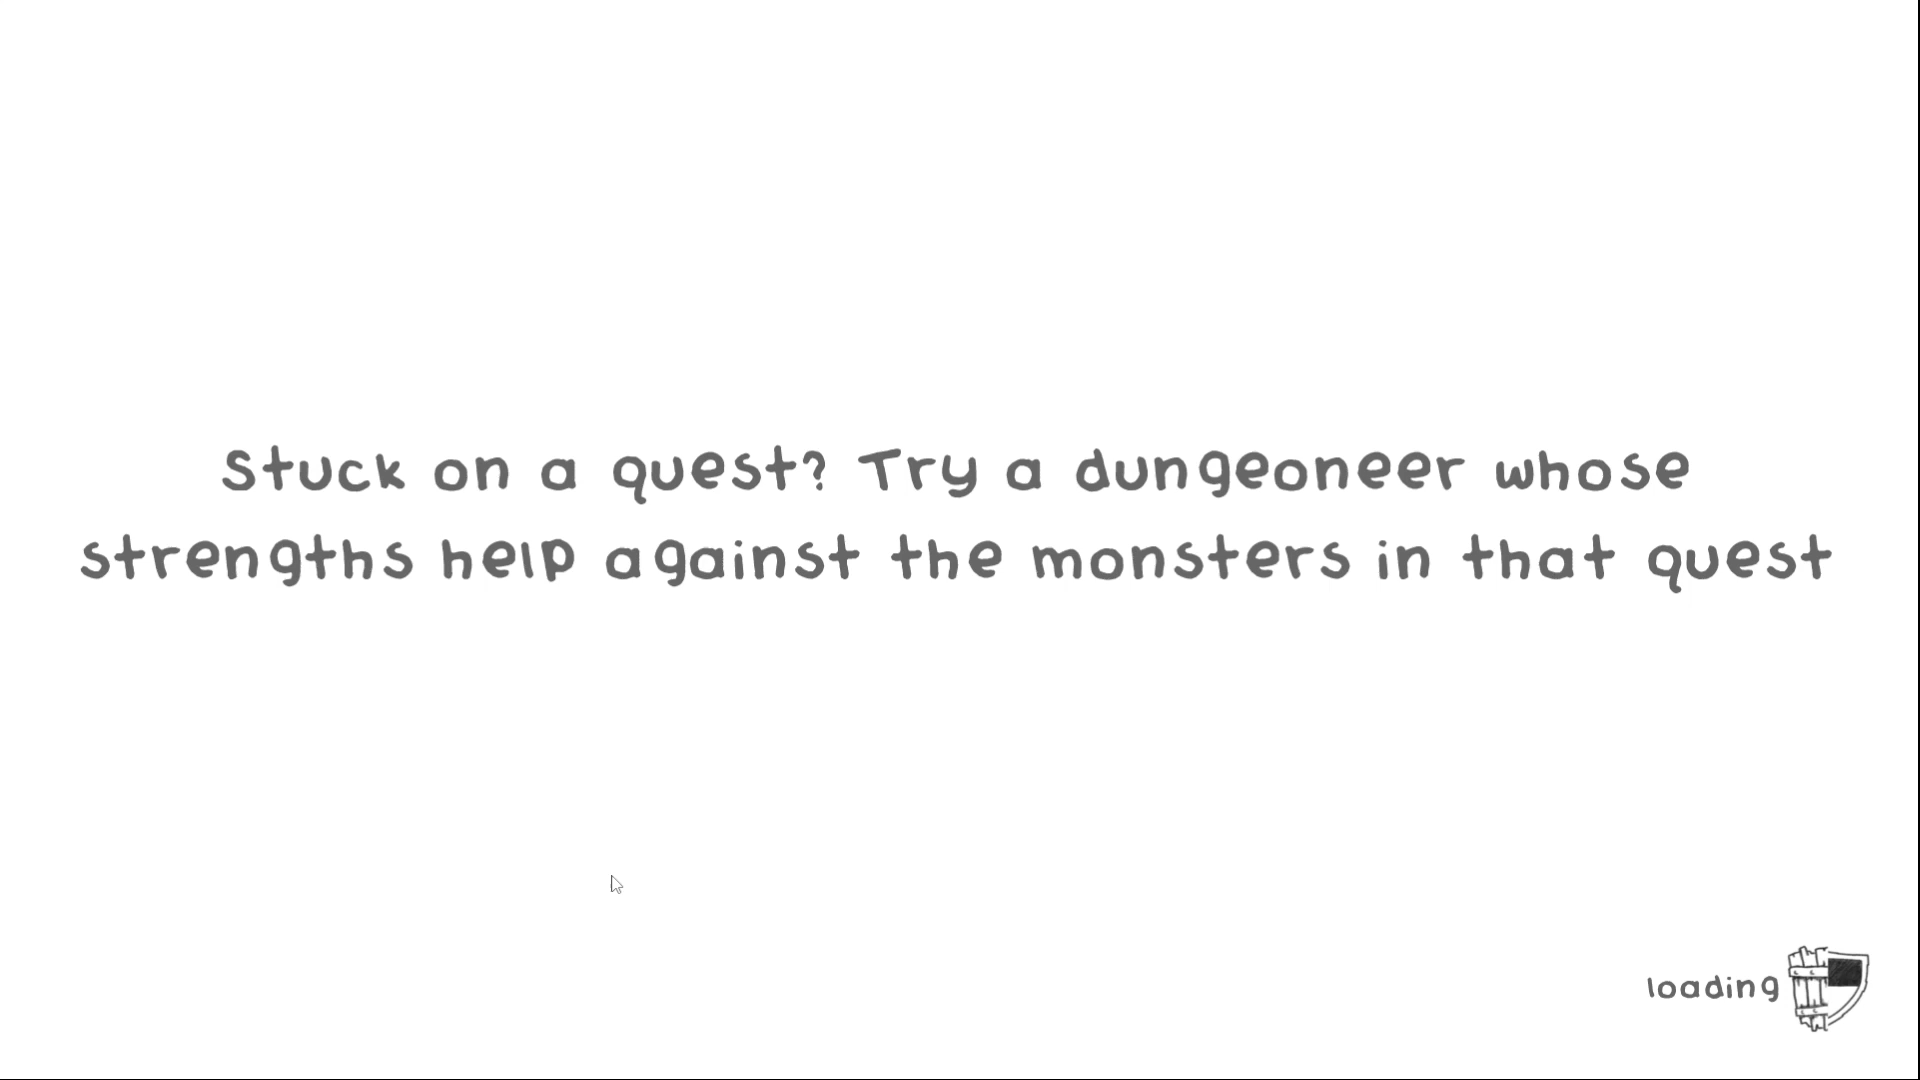 Stuck on a quest? Try a dungeoneer whose
strengths help against the monsters in that quest
loading